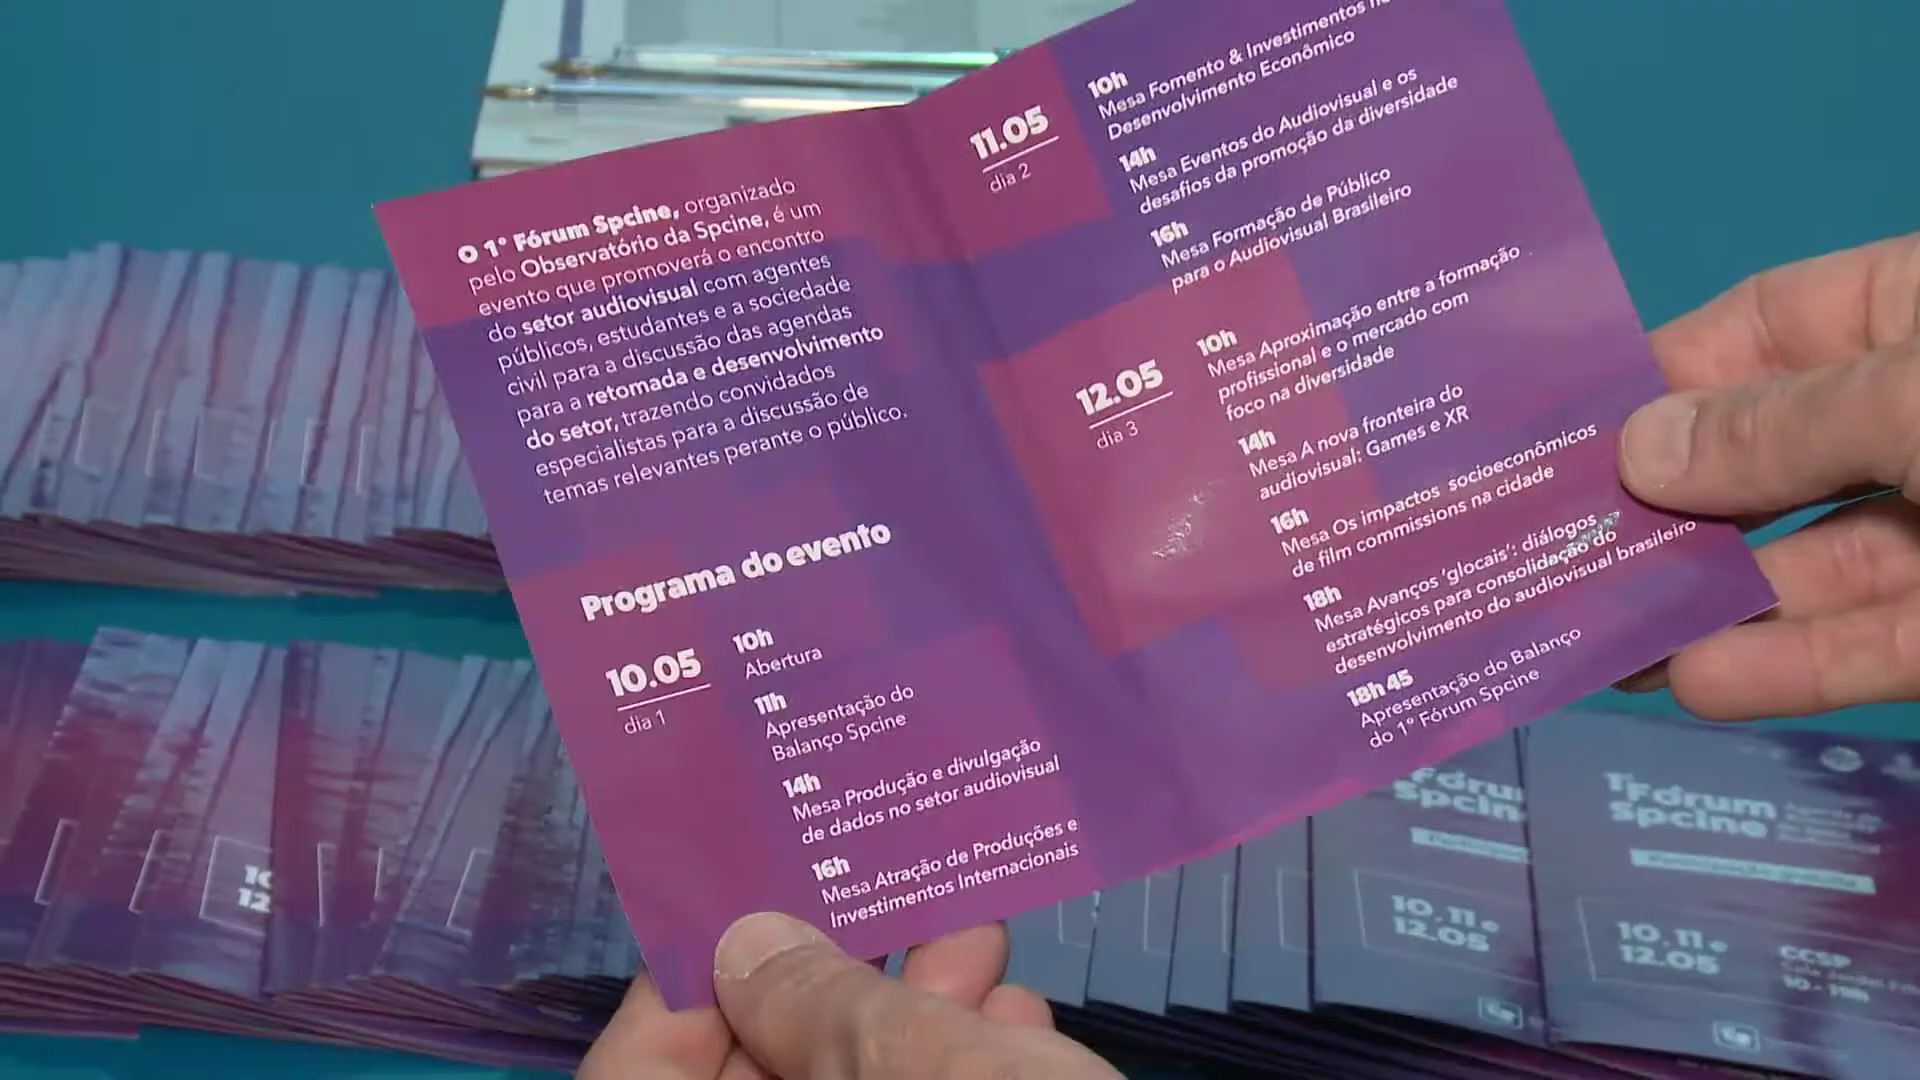 O 1º Fórum Spcine, organizado
pelo Observatório da Spcine, é um
evento que promoverá o encontro
do setor audiovisual com agentes
públicos, estudantes e a sociedade
civil para a discussão das agendas
para a retomada e desenvolvimento
do setor, trazendo convidados
especialistas para a discussão de
temas relevantes perante o público.
Programa do evento
10.05
dia 1
10h
Abertura
11h
Apresentação do
Balanço Spcine
14h
Mesa Produção e divulgação
de dados no setor audiovisual
16h
Mesa Atração de Produções e
Investimentos Internacionais
11.05
dia 2
10h
Mesa Fomento & Investimentos no
Desenvolvimento Econômico
14h
Mesa Eventos do Audiovisual e os
desafios da promoção da diversidade
16h
Mesa Formação de Público
para o Audiovisual Brasileiro
12.05
dia 3
10h
Mesa Aproximação entre a formação
profissional e o mercado com
foco na diversidade
14h
Mesa A nova fronteira do
audiovisual: Games e XR
16h
Mesa Os impactos socioeconômicos
de film commissions na cidade
18h
Mesa Avanços 'glocais': diálogos
estratégicos para consolidação do
desenvolvimento do audiovisual brasileiro
18h45
Apresentação do Balanço
do 1º Fórum Spcine
10
12
Fórum
Spcine
10.11 e
12.05
1º Fórum
Spcine
10.11 e
12.05
CCSP
10 - 19h